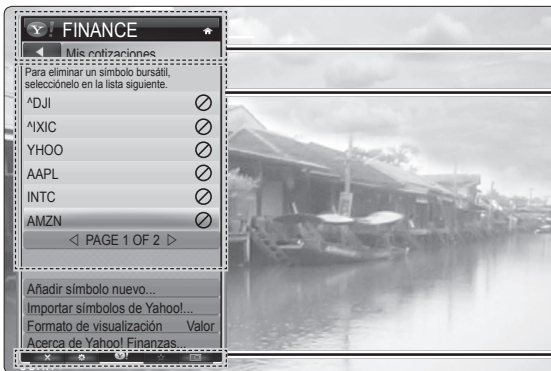 Y! FINANCE
Mis cotizaciones
Para eliminar un símbolo bursátil,
selecciónelo en la lista siguiente.
^DJI
^IXIC
YHOO
AAPL
INTC
AMZN
◁ PAGE 1 OF 2 ▷
Añadir símbolo nuevo...
Importar símbolos de Yahoo!...
Formato de visualización Valor
Acerca de Yahoo! Finanzas...
Y!